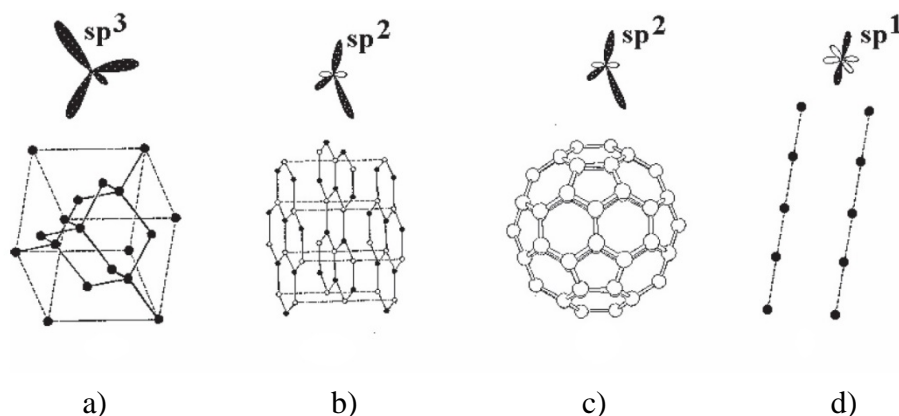 sp³ sp² sp² sp¹
a) b) c) d)